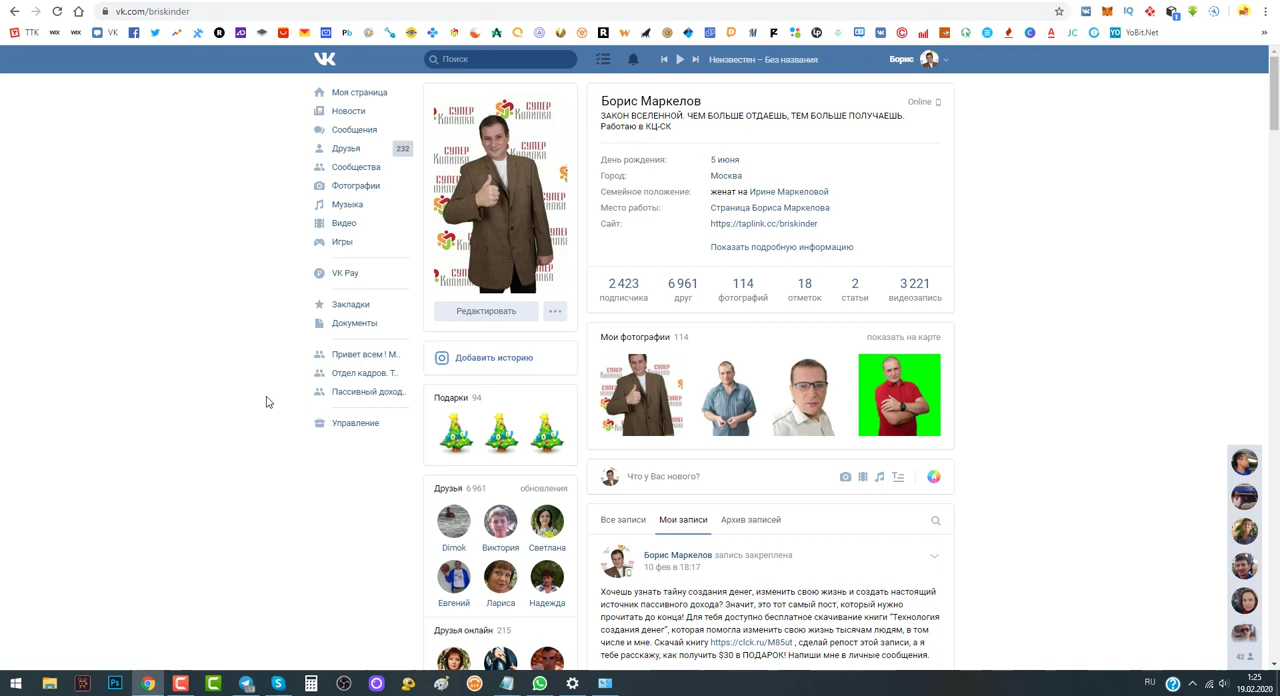 vk.com/briskinder
ТТК
VK
Pb
YoBit.Net
Поиск
Неизвестен – Без названия
Борис
Моя страница
Новости
Сообщения
Друзья 232
Сообщества
Фотографии
Музыка
Видео
Игры
VK Pay
Закладки
Документы
Привет всем ! М..
Отдел кадров. Т..
Пассивный доход..
Управление
СУПЕР Копилка
Редактировать
Добавить историю
Подарки 94
Друзья 6 961 обновления
Dimok Виктория Светлана
Евгений Лариса Надежда
Друзья онлайн 215
Борис Маркелов Online
ЗАКОН ВСЕЛЕННОЙ. ЧЕМ БОЛЬШЕ ОТДАЕШЬ, ТЕМ БОЛЬШЕ ПОЛУЧАЕШЬ.
Работаю в КЦ-СК
День рождения: 5 июня
Город: Москва
Семейное положение: женат на Ирине Маркеловой
Место работы: Страница Бориса Маркелова
Сайт: https://taplink.cc/briskinder
Показать подробную информацию
2 423 6 961 114 18 2 3 221
подписчика друг фотографий отметок статьи видеозапись
Мои фотографии 114 показать на карте
Что у Вас нового?
Все записи Мои записи Архив записей
Борис Маркелов запись закреплена
10 фев в 18:17
Хочешь узнать тайну создания денег, изменить свою жизнь и создать настоящий
источник пассивного дохода? Значит, это тот самый пост, который нужно
прочитать до конца! Для тебя доступно бесплатное скачивание книги "Технология
создания денег", которая помогла изменить свою жизнь тысячам людям, в том
числе и мне. Скачай книгу https://clck.ru/M85ut , сделай репост этой записи, а я
тебе расскажу, как получить $30 в ПОДАРОК! Напиши мне в личные сообщения.
42
RU
1:25
19.02.2020